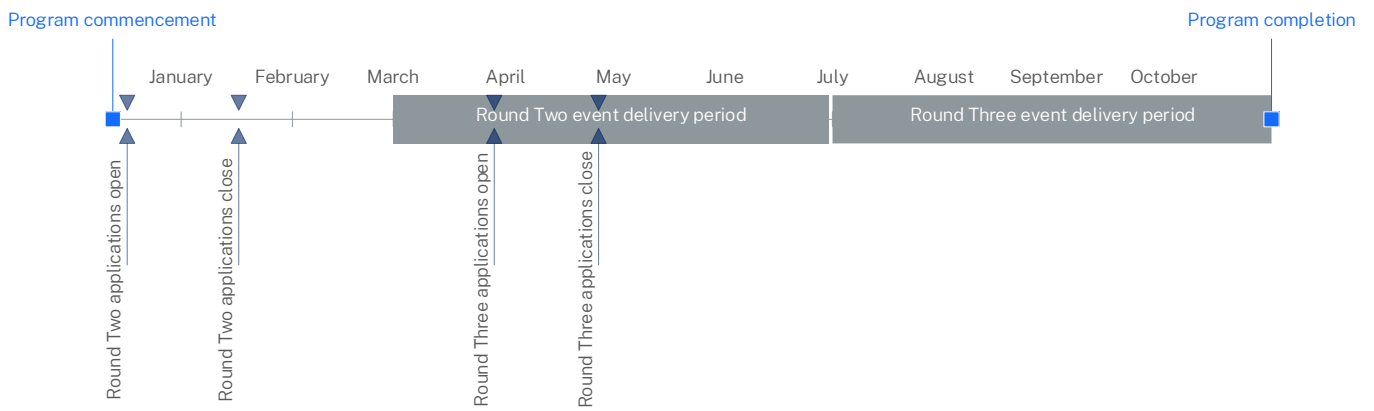 Program commencement
Program completion
January
February
March
April
May
June
July
August
September
October
Round Two event delivery period
Round Three event delivery period
Round Two applications open
Round Two applications close
Round Three applications open
Round Three applications close